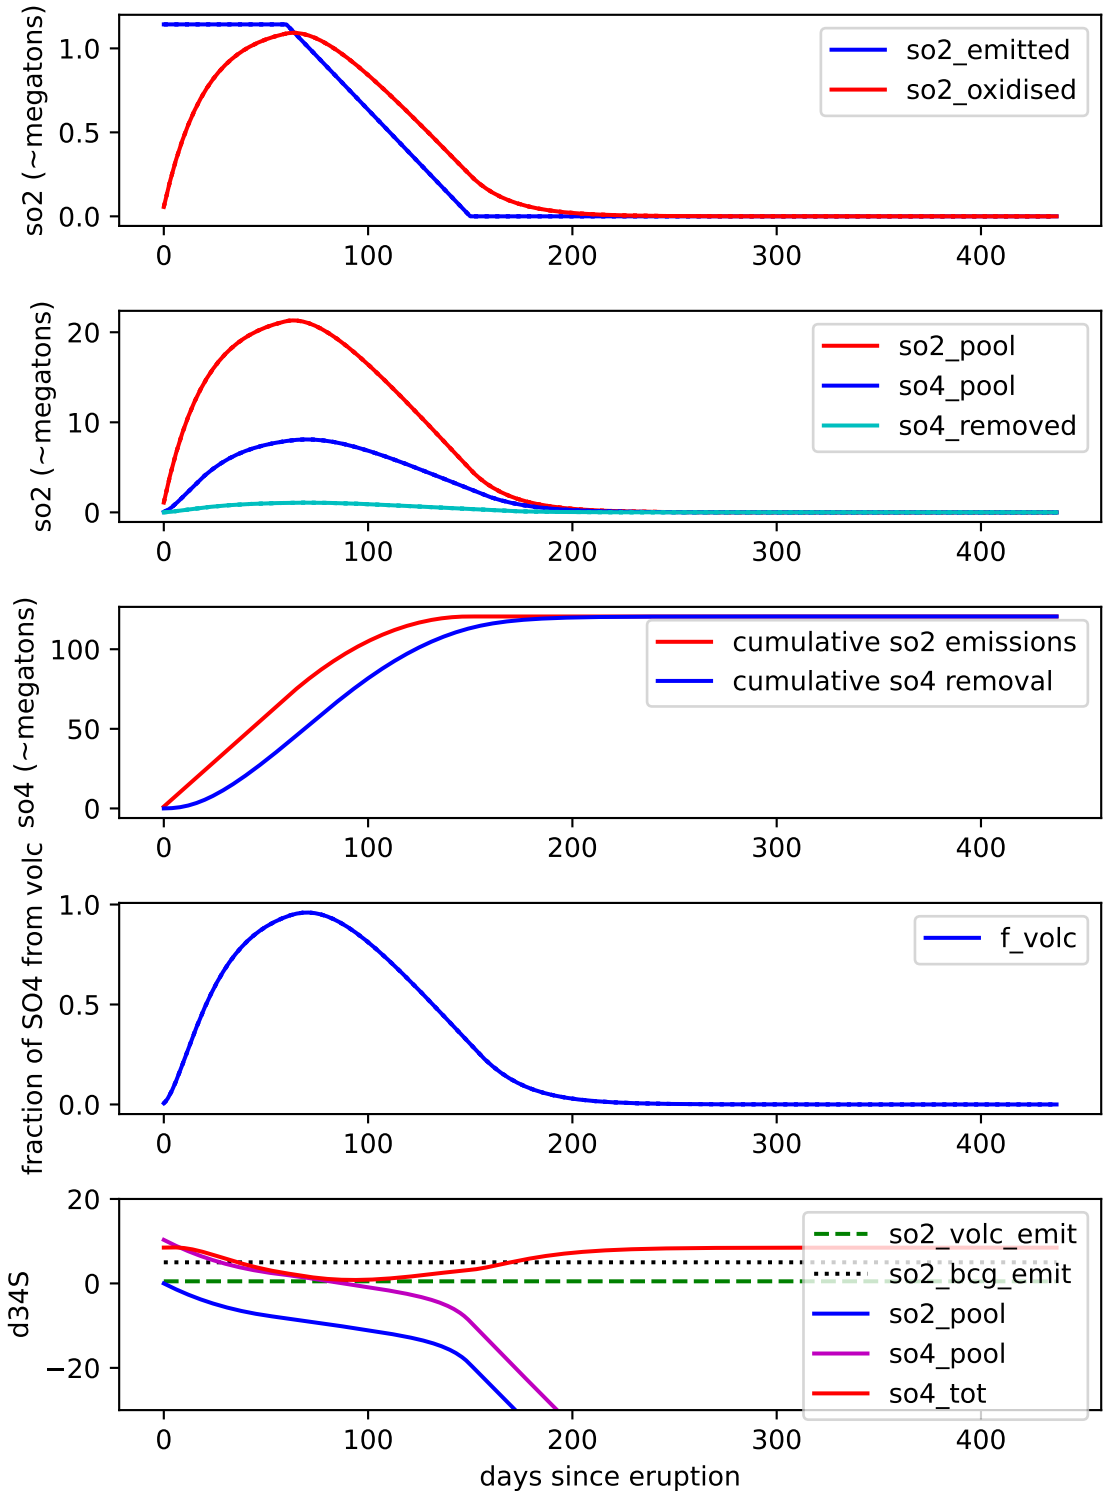 so2 (~megatons)
1.0
0.5
0.0
so2_emitted
so2_oxidised
0 100 200 300 400
so2 (~megatons)
20
10
0
so2_pool
so4_pool
so4_removed
0 100 200 300 400
so4 (~megatons)
100
50
0
cumulative so2 emissions
cumulative so4 removal
0 100 200 300 400
fraction of SO4 from volc
1.0
0.5
0.0
f_volc
0 100 200 300 400
d34S
20
0
−20
so2_volc_emit
so2_bcg_emit
so2_pool
so4_pool
so4_tot
0 100 200 300 400
days since eruption